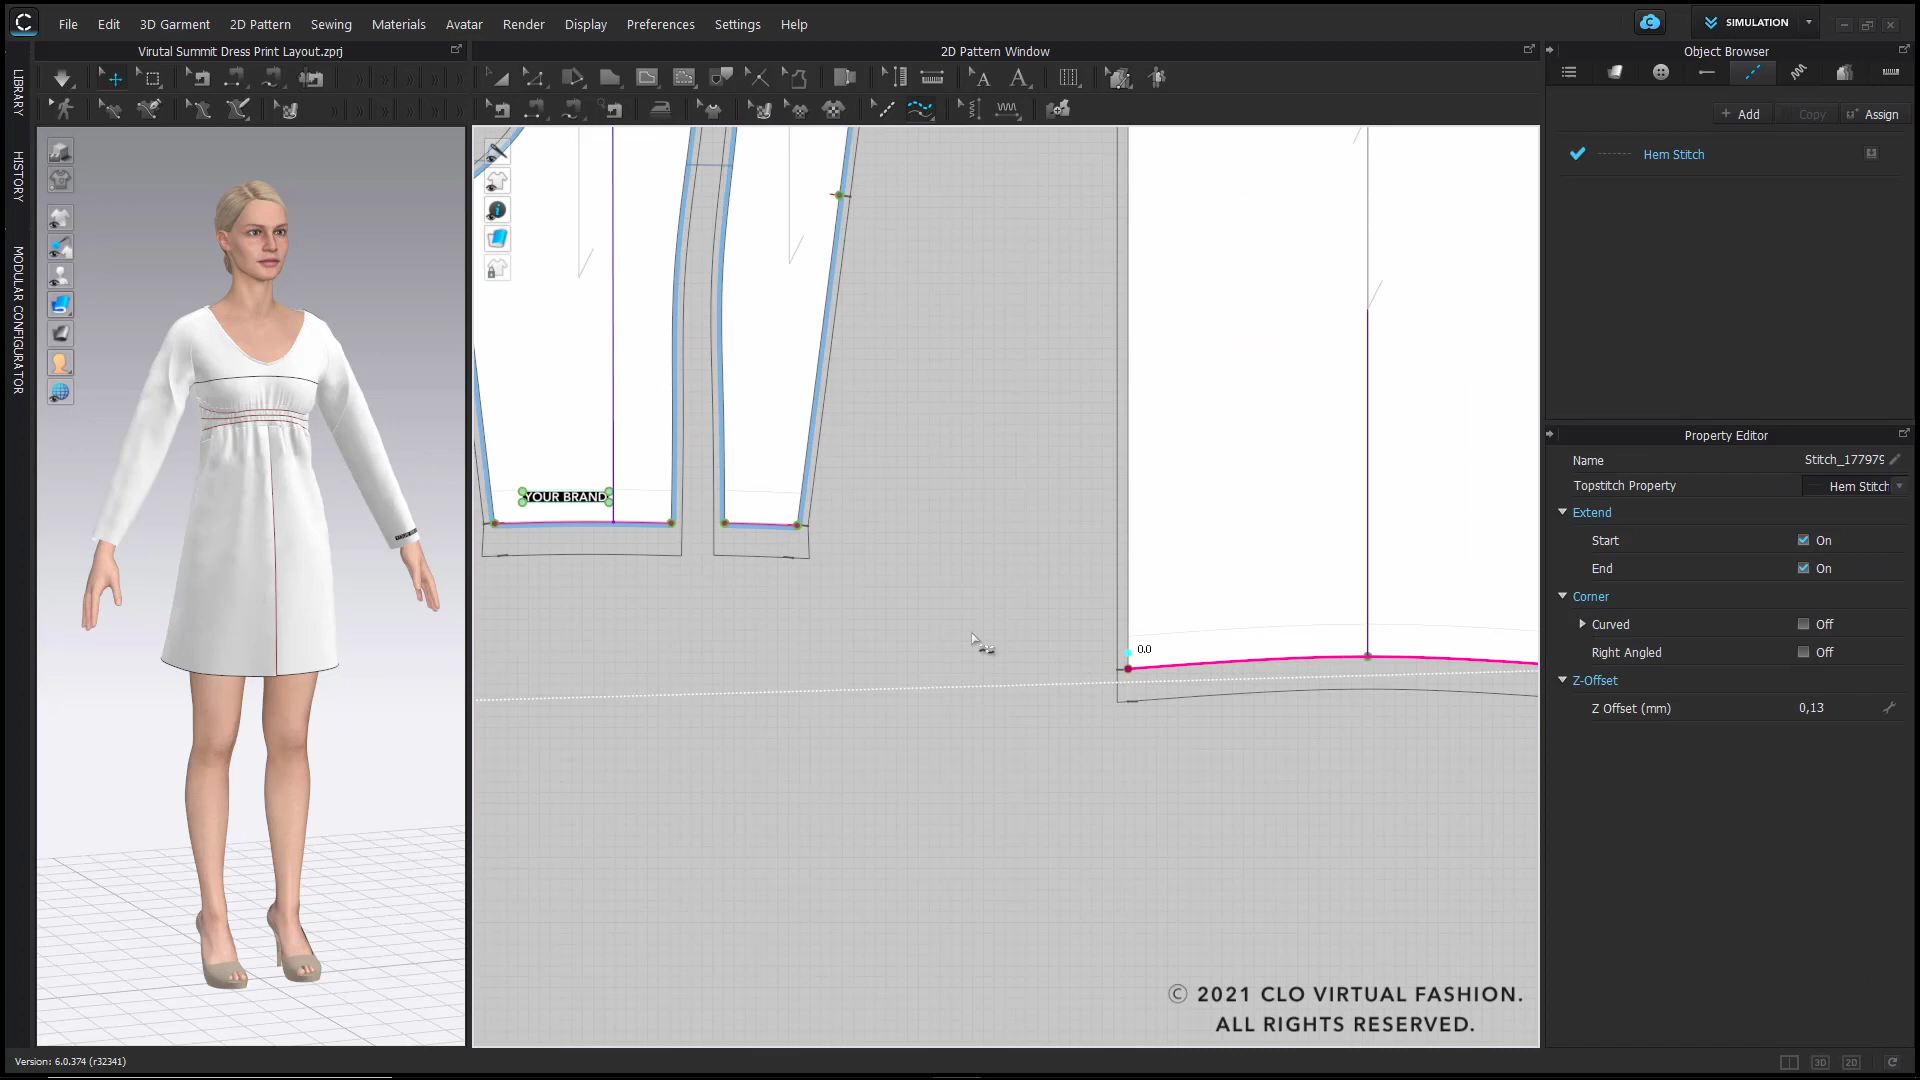 File
Edit
3D Garment
2D Pattern
Sewing
Materials
Avatar
Render
Display
Preferences
Settings
Help
SIMULATION
Virutal Summit Dress Print Layout.zprj
2D Pattern Window
Object Browser
LIBRARY
HISTORY
MODULAR CONFIGURATOR
Add
Copy
Assign
Hem Stitch
YOUR BRAND
0.0
Property Editor
Name
Stitch_177979
Topstitch Property
Hem Stitch
Extend
Start
On
End
On
Corner
Curved
Off
Right Angled
Off
Z-Offset
Z Offset (mm)
0,13
© 2021 CLO VIRTUAL FASHION.
ALL RIGHTS RESERVED.
Version: 6.0.374 (r32341)
3D
2D